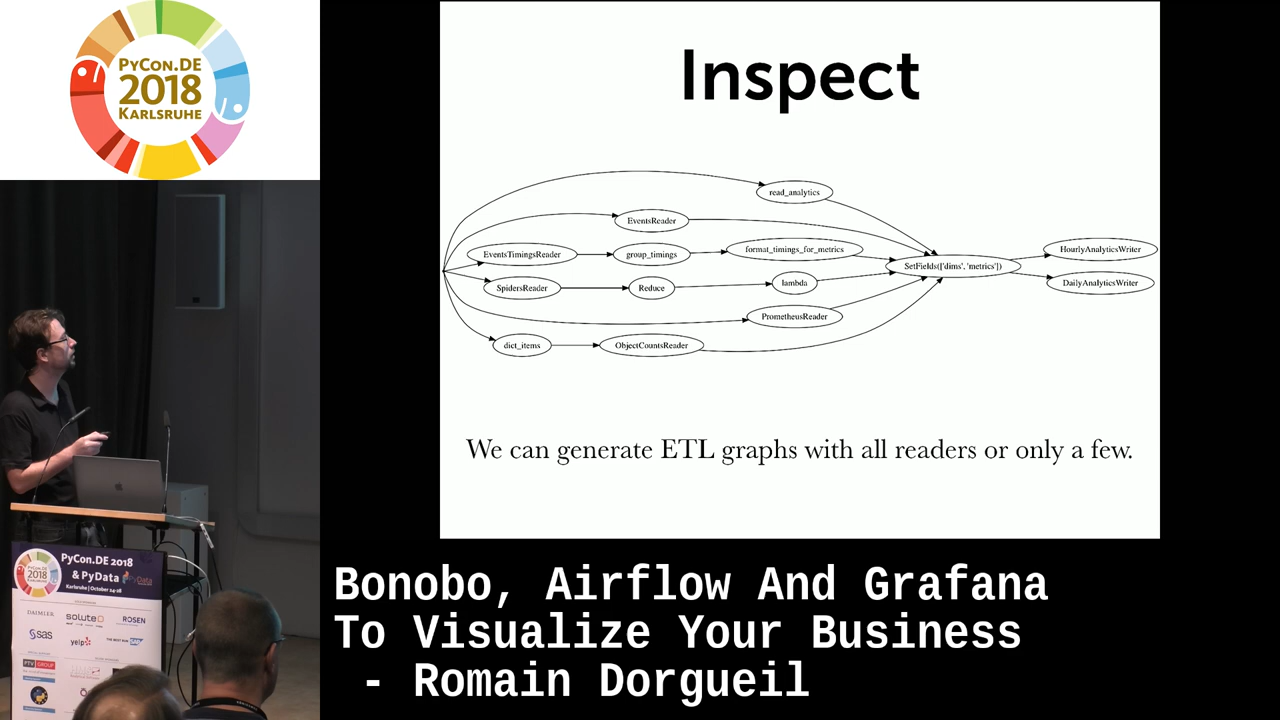 PYCON.DE
2018
KARLSRUHE
Inspect
read_analytics
EventsReader
EventsTimingsReader
group_timings
format_timings_for_metrics
SpidersReader
Reduce
lambda
PrometheusReader
dict_items
ObjectCountsReader
SetFields(['dims', 'metrics'])
HourlyAnalyticsWriter
DailyAnalyticsWriter
We can generate ETL graphs with all readers or only a few.
PyCon.DE 2018
& PyData
PyData
Karlsruhe | October 24-28
DAIMLER
solute
ROSEN
sas
yelp
PTV GROUP
Bonobo, Airflow And Grafana
To Visualize Your Business
- Romain Dorgueil